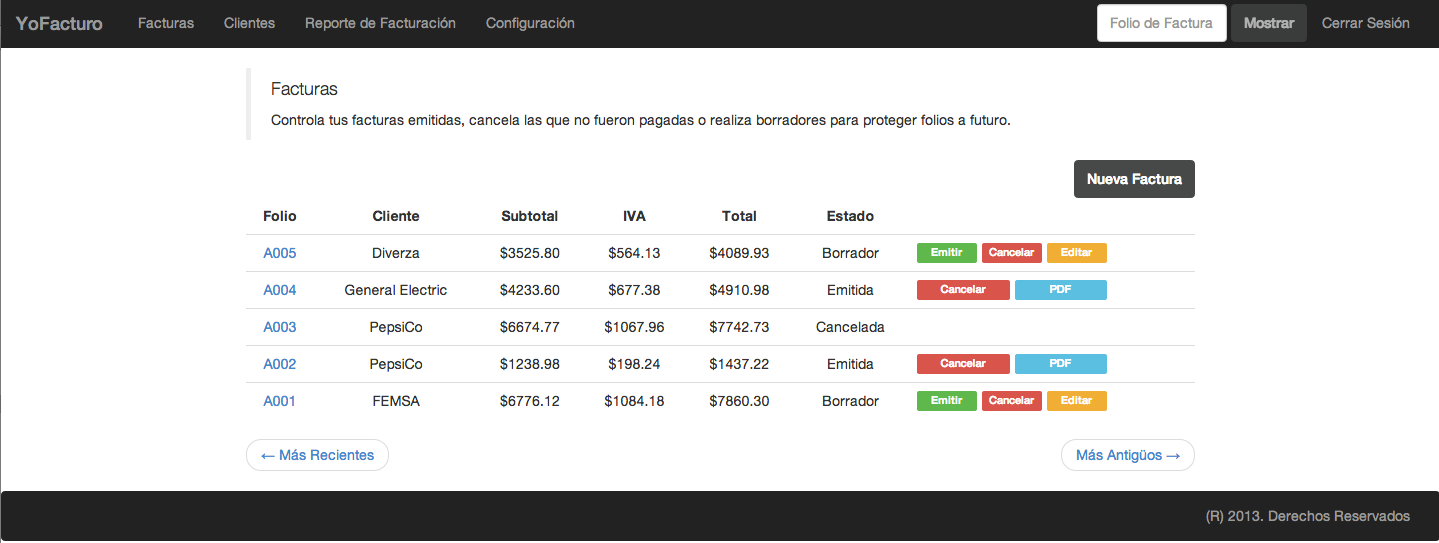 YoFacturo Facturas Clientes Reporte de Facturación Configuración Folio de Factura Mostrar Cerrar Sesión
Facturas
Controla tus facturas emitidas, cancela las que no fueron pagadas o realiza borradores para proteger folios a futuro.
Nueva Factura
Folio Cliente Subtotal IVA Total Estado
A005 Diverza $3525.80 $564.13 $4089.93 Borrador Emitir Cancelar Editar
A004 General Electric $4233.60 $677.38 $4910.98 Emitida Cancelar PDF
A003 PepsiCo $6674.77 $1067.96 $7742.73 Cancelada
A002 PepsiCo $1238.98 $198.24 $1437.22 Emitida Cancelar PDF
A001 FEMSA $6776.12 $1084.18 $7860.30 Borrador Emitir Cancelar Editar
← Más Recientes Más Antigüos →
(R) 2013. Derechos Reservados